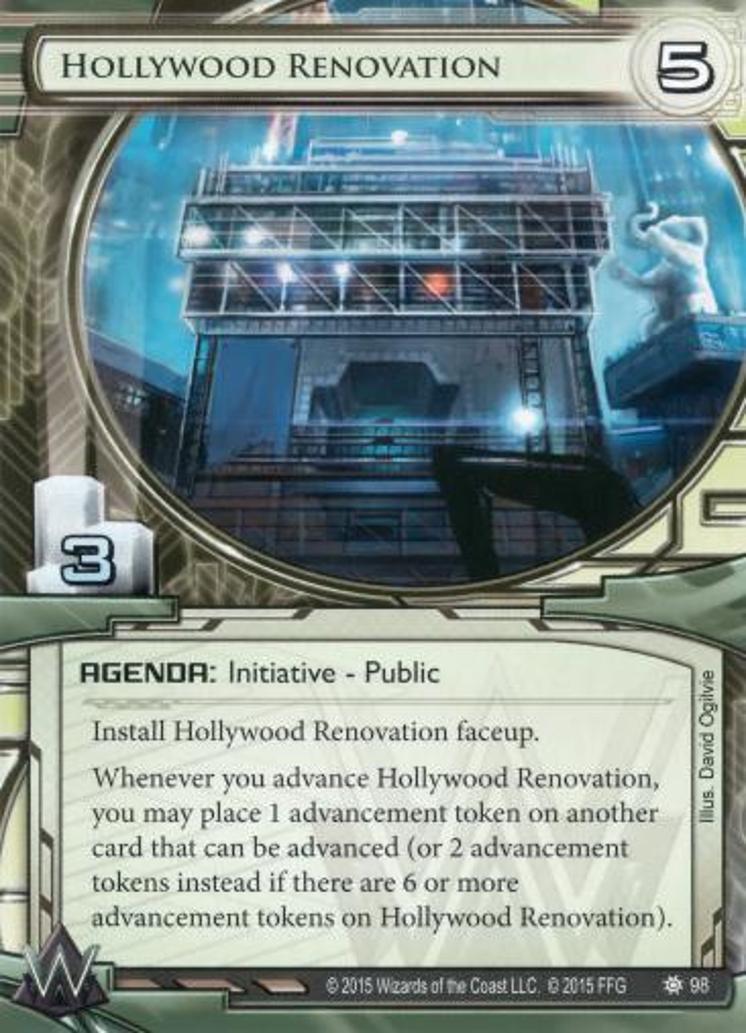 HOLLYWOOD RENOVATION
5
3
AGENDA: Initiative - Public
Install Hollywood Renovation faceup.
Whenever you advance Hollywood Renovation,
you may place 1 advancement token on another
card that can be advanced (or 2 advancement
tokens instead if there are 6 or more
advancement tokens on Hollywood Renovation).
Illus. David Ogilvie
W
© 2015 Wizards of the Coast LLC. © 2015 FFG
98